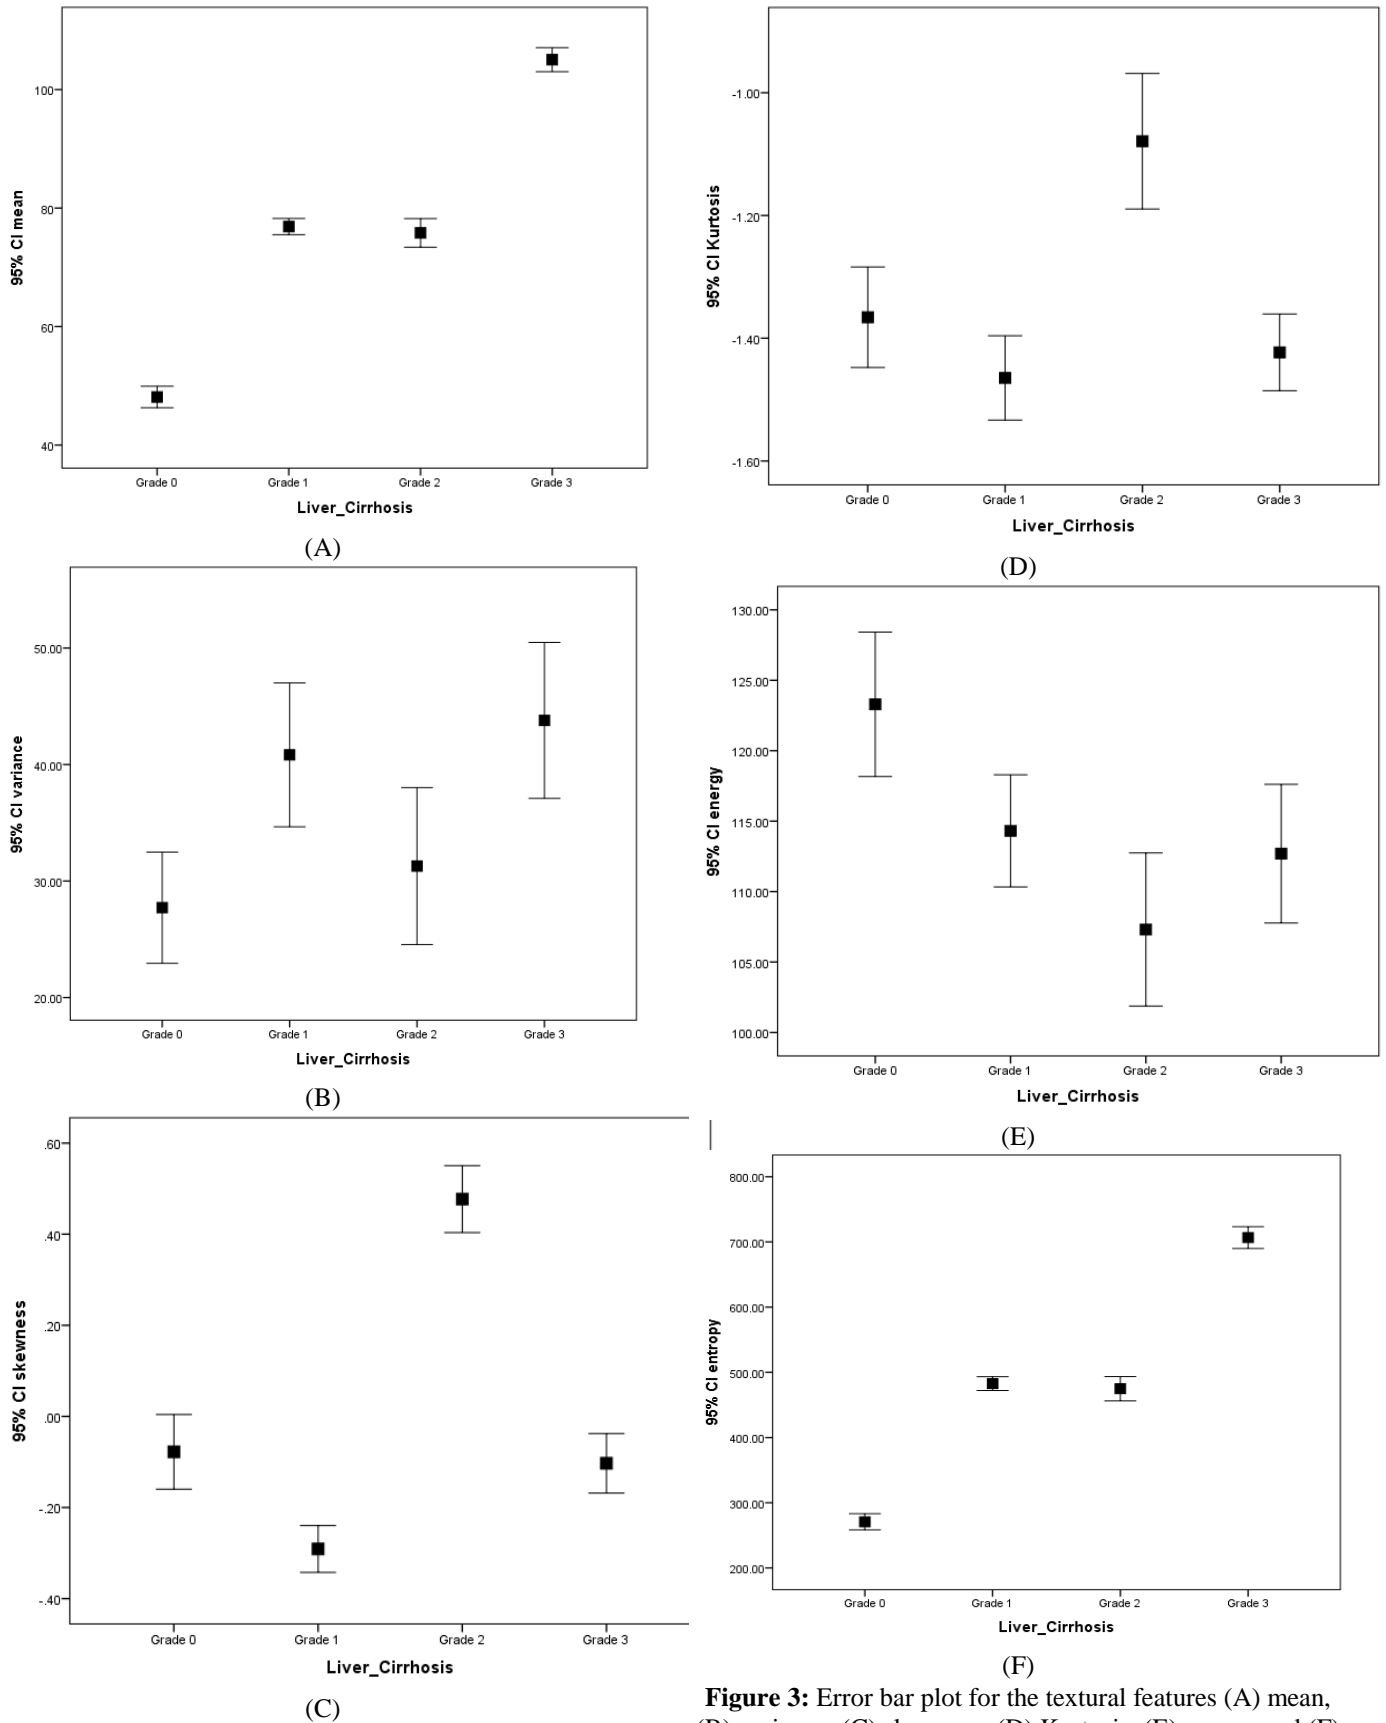 100
80
60
40
95% CI mean
Grade 0 Grade 1 Grade 2 Grade 3
Liver_Cirrhosis
(A)
50.00
40.00
30.00
20.00
95% CI variance
Grade 0 Grade 1 Grade 2 Grade 3
Liver_Cirrhosis
(B)
.60
.40
.20
.00
-.20
-.40
95% CI skewness
Grade 0 Grade 1 Grade 2 Grade 3
Liver_Cirrhosis
(C)
-1.00
-1.20
-1.40
-1.60
95% CI Kurtosis
Grade 0 Grade 1 Grade 2 Grade 3
Liver_Cirrhosis
(D)
130.00
125.00
120.00
115.00
110.00
105.00
100.00
95% CI energy
Grade 0 Grade 1 Grade 2 Grade 3
Liver_Cirrhosis
(E)
800.00
700.00
600.00
500.00
400.00
300.00
200.00
95% CI entropy
Grade 0 Grade 1 Grade 2 Grade 3
Liver_Cirrhosis
(F)
Figure 3: Error bar plot for the textural features (A) mean,